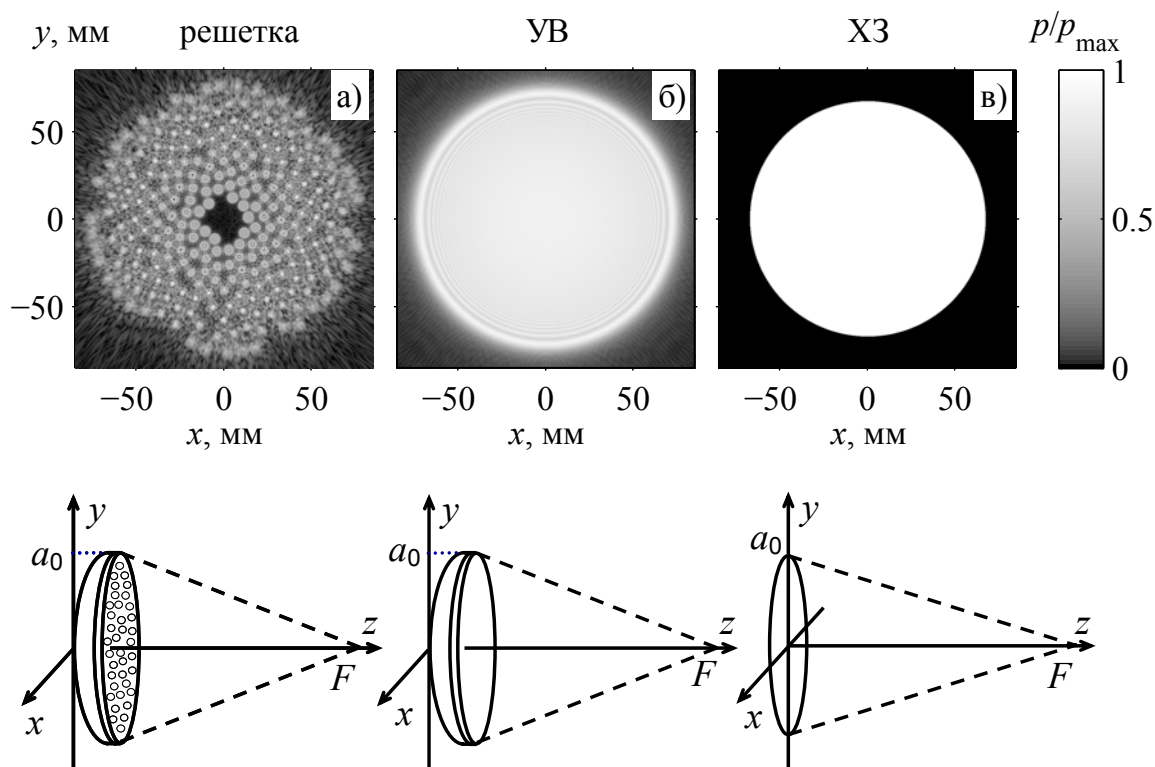 y, мм решетка УВ ХЗ p/pmax
а) б) в)
50
0
−50
1
0.5
0
−50 0 50 −50 0 50 −50 0 50
x, мм x, мм x, мм
y y y
a0 a0 a0
z z z
F F F
x x x